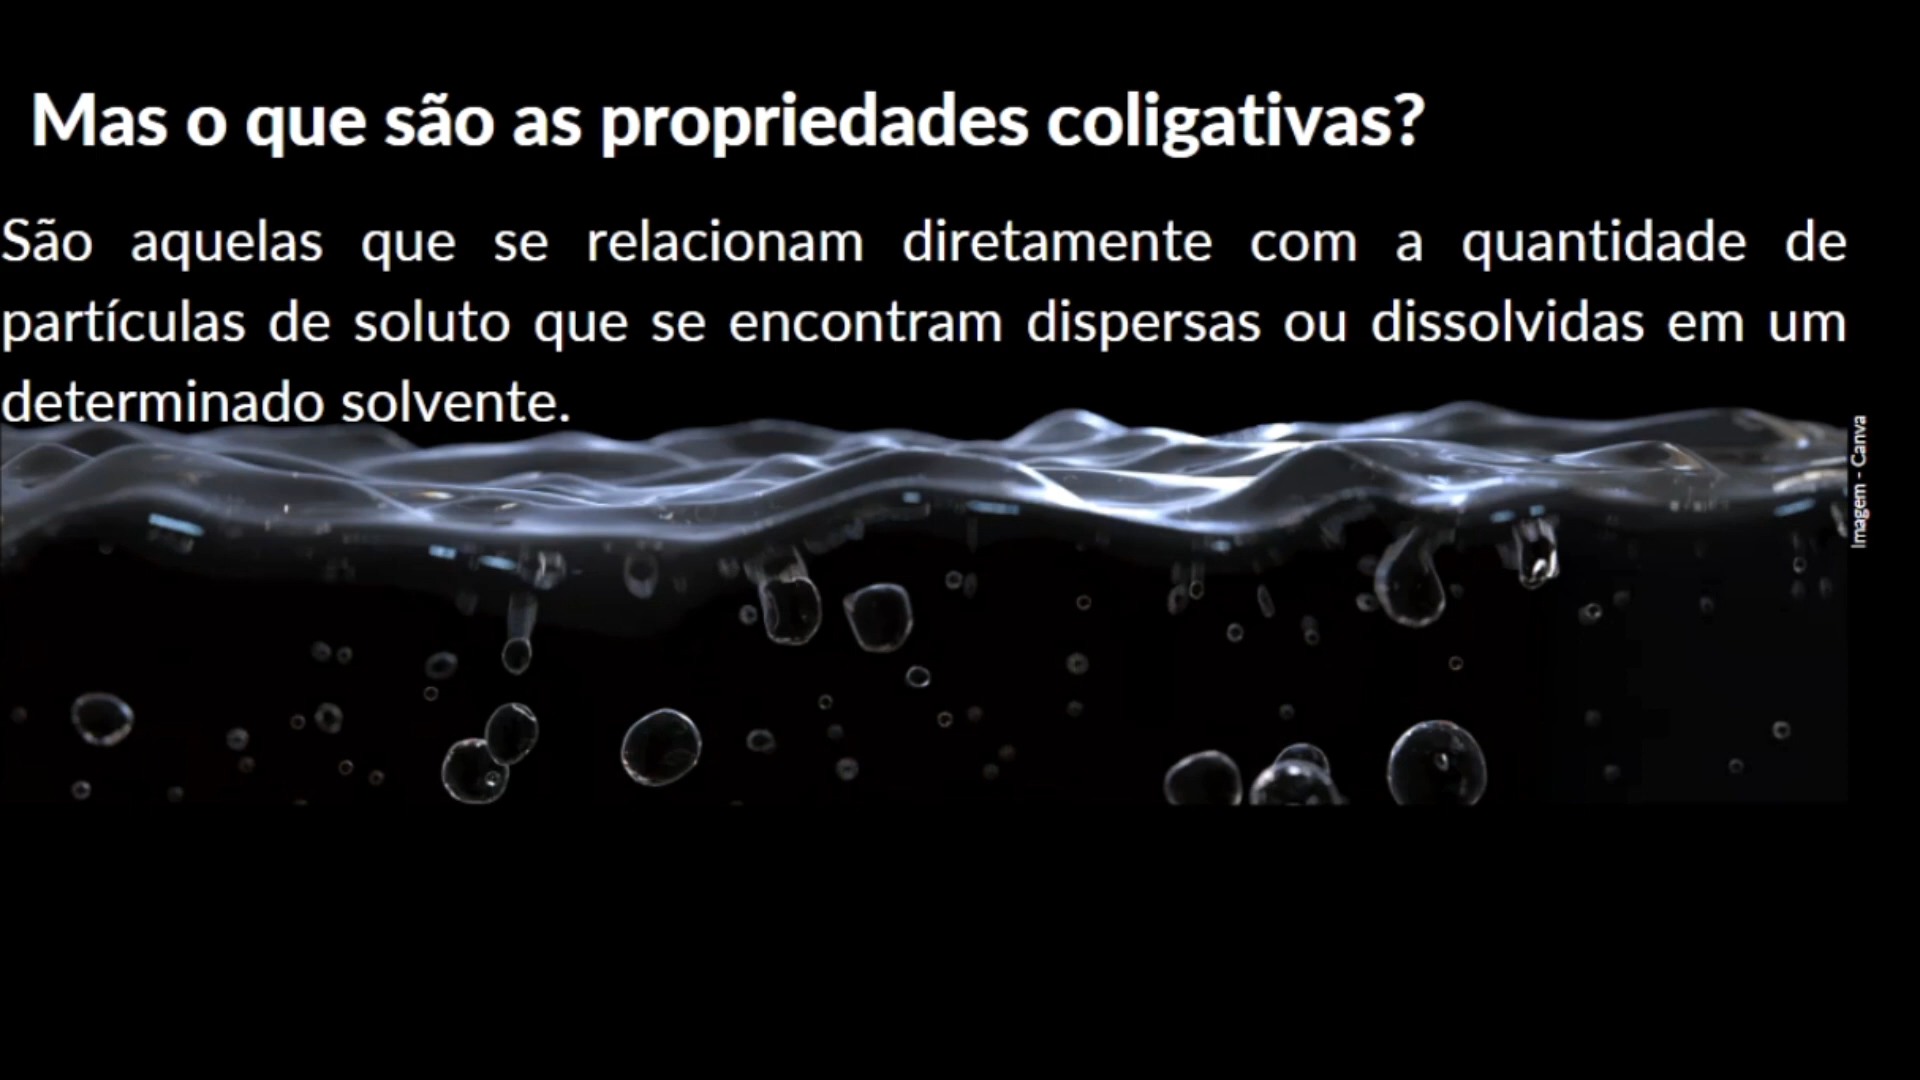 Mas o que são as propriedades coligativas?
São aquelas que se relacionam diretamente com a quantidade de
partículas de soluto que se encontram dispersas ou dissolvidas em um
determinado solvente.
Imagem - Canva